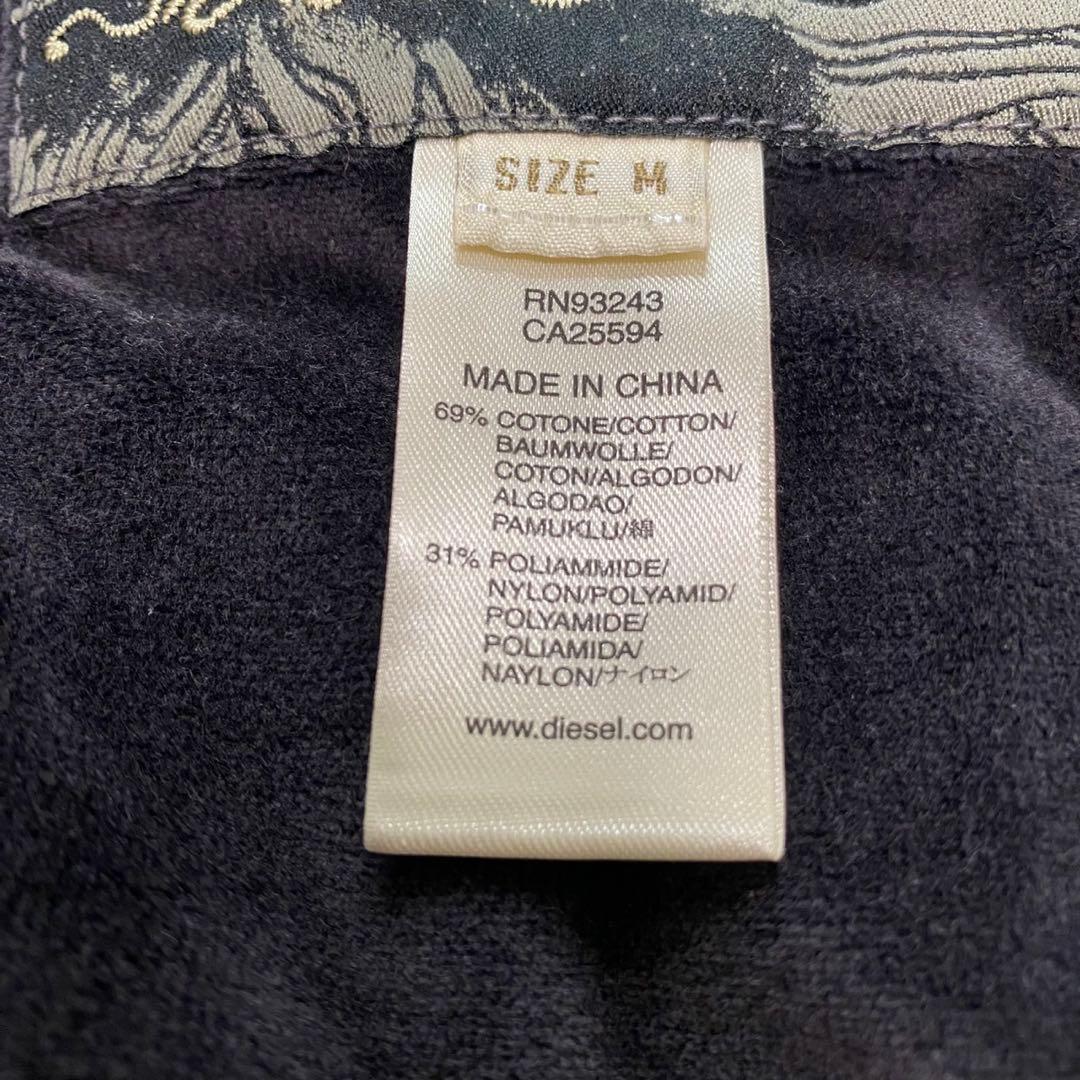 SIZE M
RN93243
CA25594
MADE IN CHINA
69% COTONE/COTTON/
BAUMWOLLE/
COTON/ALGODON/
ALGODAO/
PAMUKLU/綿
31% POLIAMMIDE/
NYLON/POLYAMID/
POLYAMIDE/
POLIAMIDA/
NAYLON/ナイロン
www.diesel.com